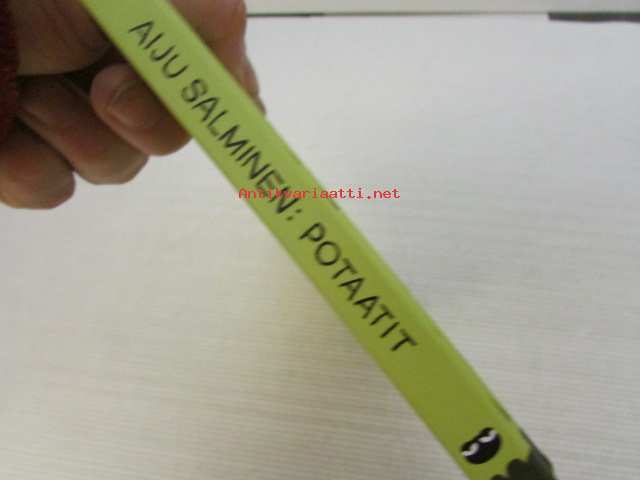 AIJU SALMINEN: POTAATIT
Antikvariaatti.net